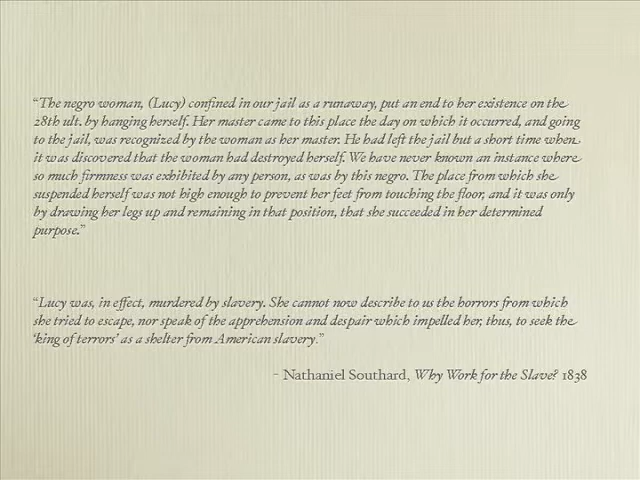 “The negro woman, (Lucy) confined in our jail as a runaway, put an end to her existence on the
28th ult. by hanging herself. Her master came to this place the day on which it occurred, and going
to the jail, was recognized by the woman as her master. He had left the jail but a short time when
it was discovered that the woman had destroyed herself. We have never known an instance where
so much firmness was exhibited by any person, as was by this negro. The place from which she
suspended herself was not high enough to prevent her feet from touching the floor, and it was only
by drawing her legs up and remaining in that position, that she succeeded in her determined
purpose.”
“Lucy was, in effect, murdered by slavery. She cannot now describe to us the horrors from which
she tried to escape, nor speak of the apprehension and despair which impelled her, thus, to seek the
‘king of terrors’ as a shelter from American slavery.”
- Nathaniel Southard, Why Work for the Slave? 1838